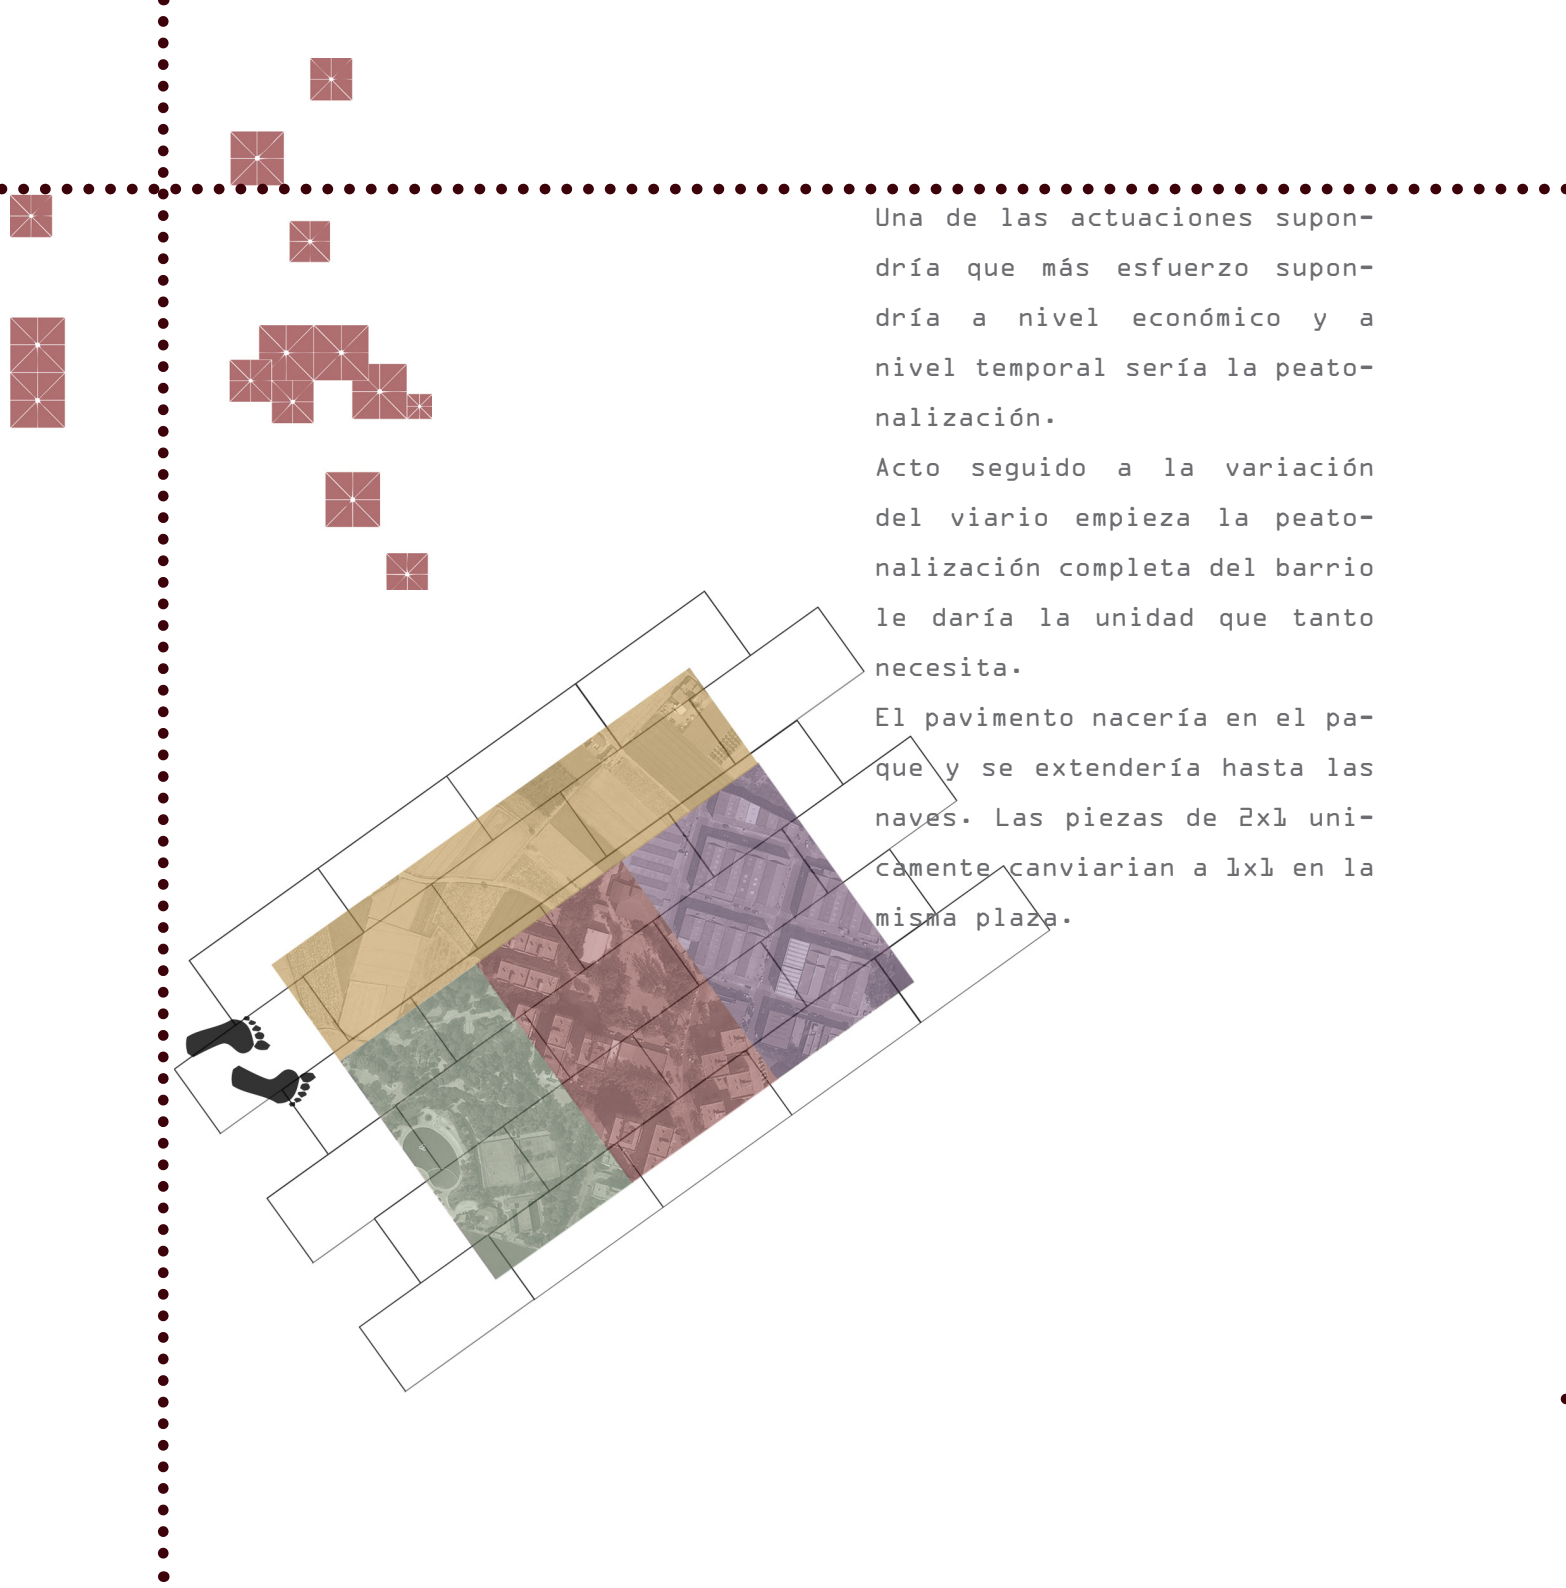 Una de las actuaciones supon-
dría que más esfuerzo supon-
dría a nivel económico y a
nivel temporal sería la peato-
nalización.
Acto seguido a la variación
del viario empieza la peato-
nalización completa del barrio
le daría la unidad que tanto
necesita.
El pavimento nacería en el pa-
que y se extendería hasta las
naves. Las piezas de 2x1 uni-
camente canviarian a 1x1 en la
misma plaza.